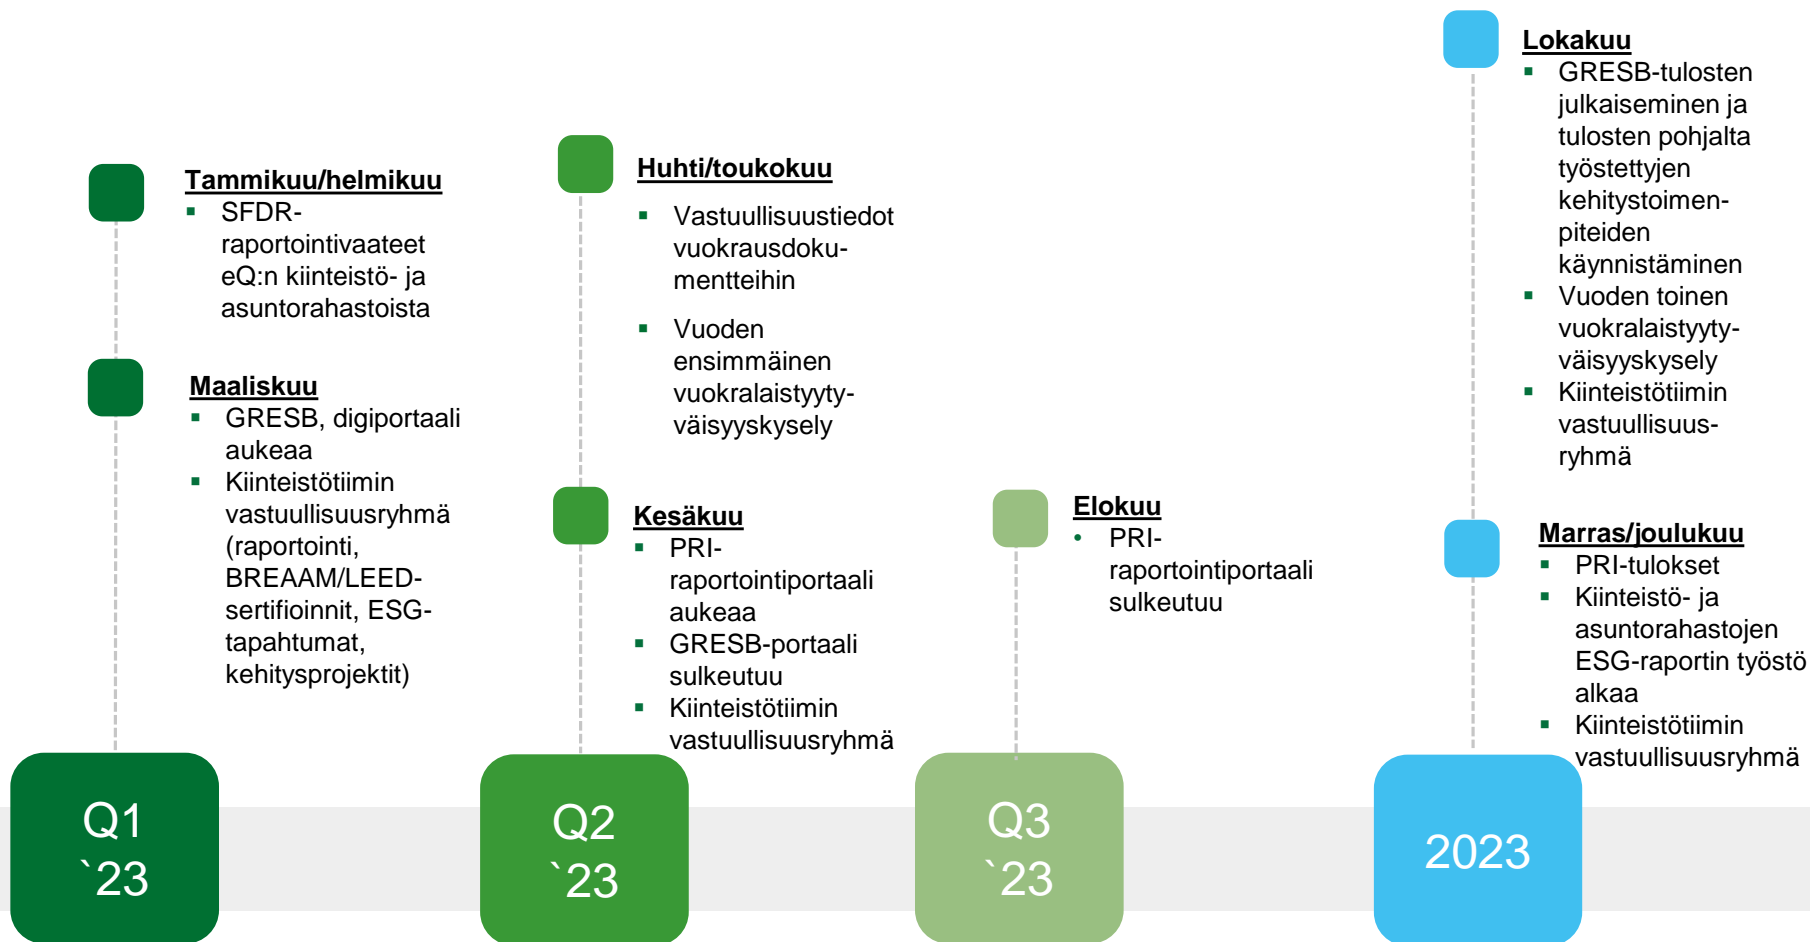 Tammikuu/helmikuu
▪ SFDR-
raportointivaateet
eQ:n kiinteistö- ja
asuntorahastoista
Maaliskuu
▪ GRESB, digiportaali
aukeaa
▪ Kiinteistötiimin
vastuullisuusryhmä
(raportointi,
BREAAM/LEED-
sertifioinnit, ESG-
tapahtumat,
kehitysprojektit)
Q1
`23
Huhti/toukokuu
▪ Vastuullisuustiedot
vuokrausdoku-
mentteihin
▪ Vuoden
ensimmäinen
vuokralaistyyty-
väisyyskysely
Kesäkuu
▪ PRI-
raportointiportaali
aukeaa
▪ GRESB-portaali
sulkeutuu
▪ Kiinteistötiimin
vastuullisuusryhmä
Q2
`23
Elokuu
• PRI-
raportointiportaali
sulkeutuu
Q3
`23
Lokakuu
▪ GRESB-tulosten
julkaiseminen ja
tulosten pohjalta
työstettyjen
kehitystoimen-
piteiden
käynnistäminen
▪ Vuoden toinen
vuokralaistyyty-
väisyyskysely
▪ Kiinteistötiimin
vastuullisuus-
ryhmä
Marras/joulukuu
▪ PRI-tulokset
▪ Kiinteistö- ja
asuntorahastojen
ESG-raportin työstö
alkaa
▪ Kiinteistötiimin
vastuullisuusryhmä
2023